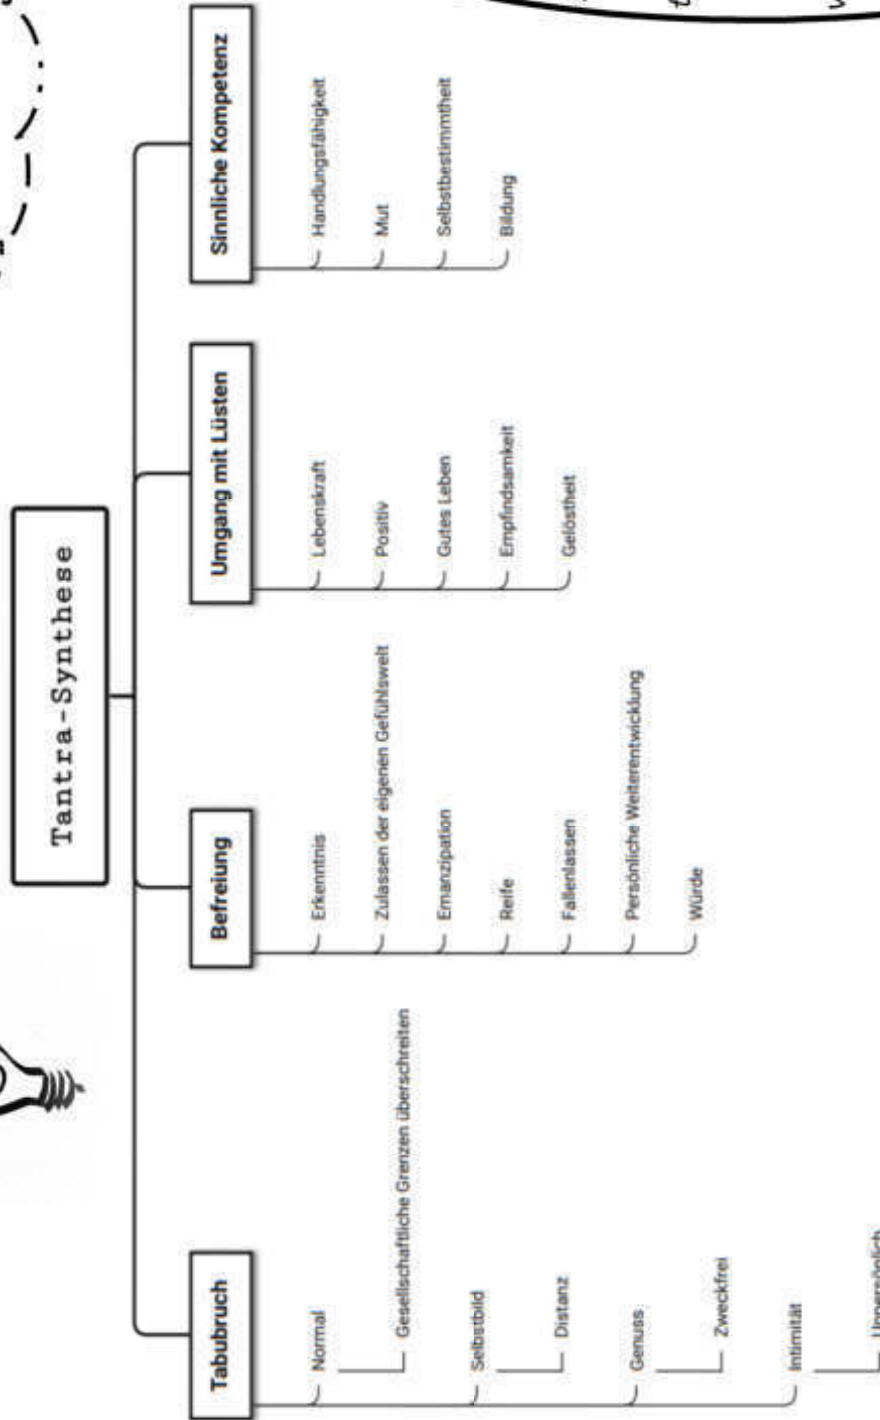 Tantra-Synthese
Tabubruch
Normal
Gesellschaftliche Grenzen überschreiten
Selbstbild
Distanz
Genuss
Zweckfrei
Intimität
Unpersönlich
Befreiung
Erkenntnis
Zulassen der eigenen Gefühlswelt
Emanzipation
Reife
Fallenlassen
Persönliche Weiterentwicklung
Würde
Umgang mit Lüsten
Lebenskraft
Positiv
Gutes Leben
Empfindsamkeit
Gelöstheit
Sinnliche Kompetenz
Handlungsfähigkeit
Mut
Selbstbestimmtheit
Bildung